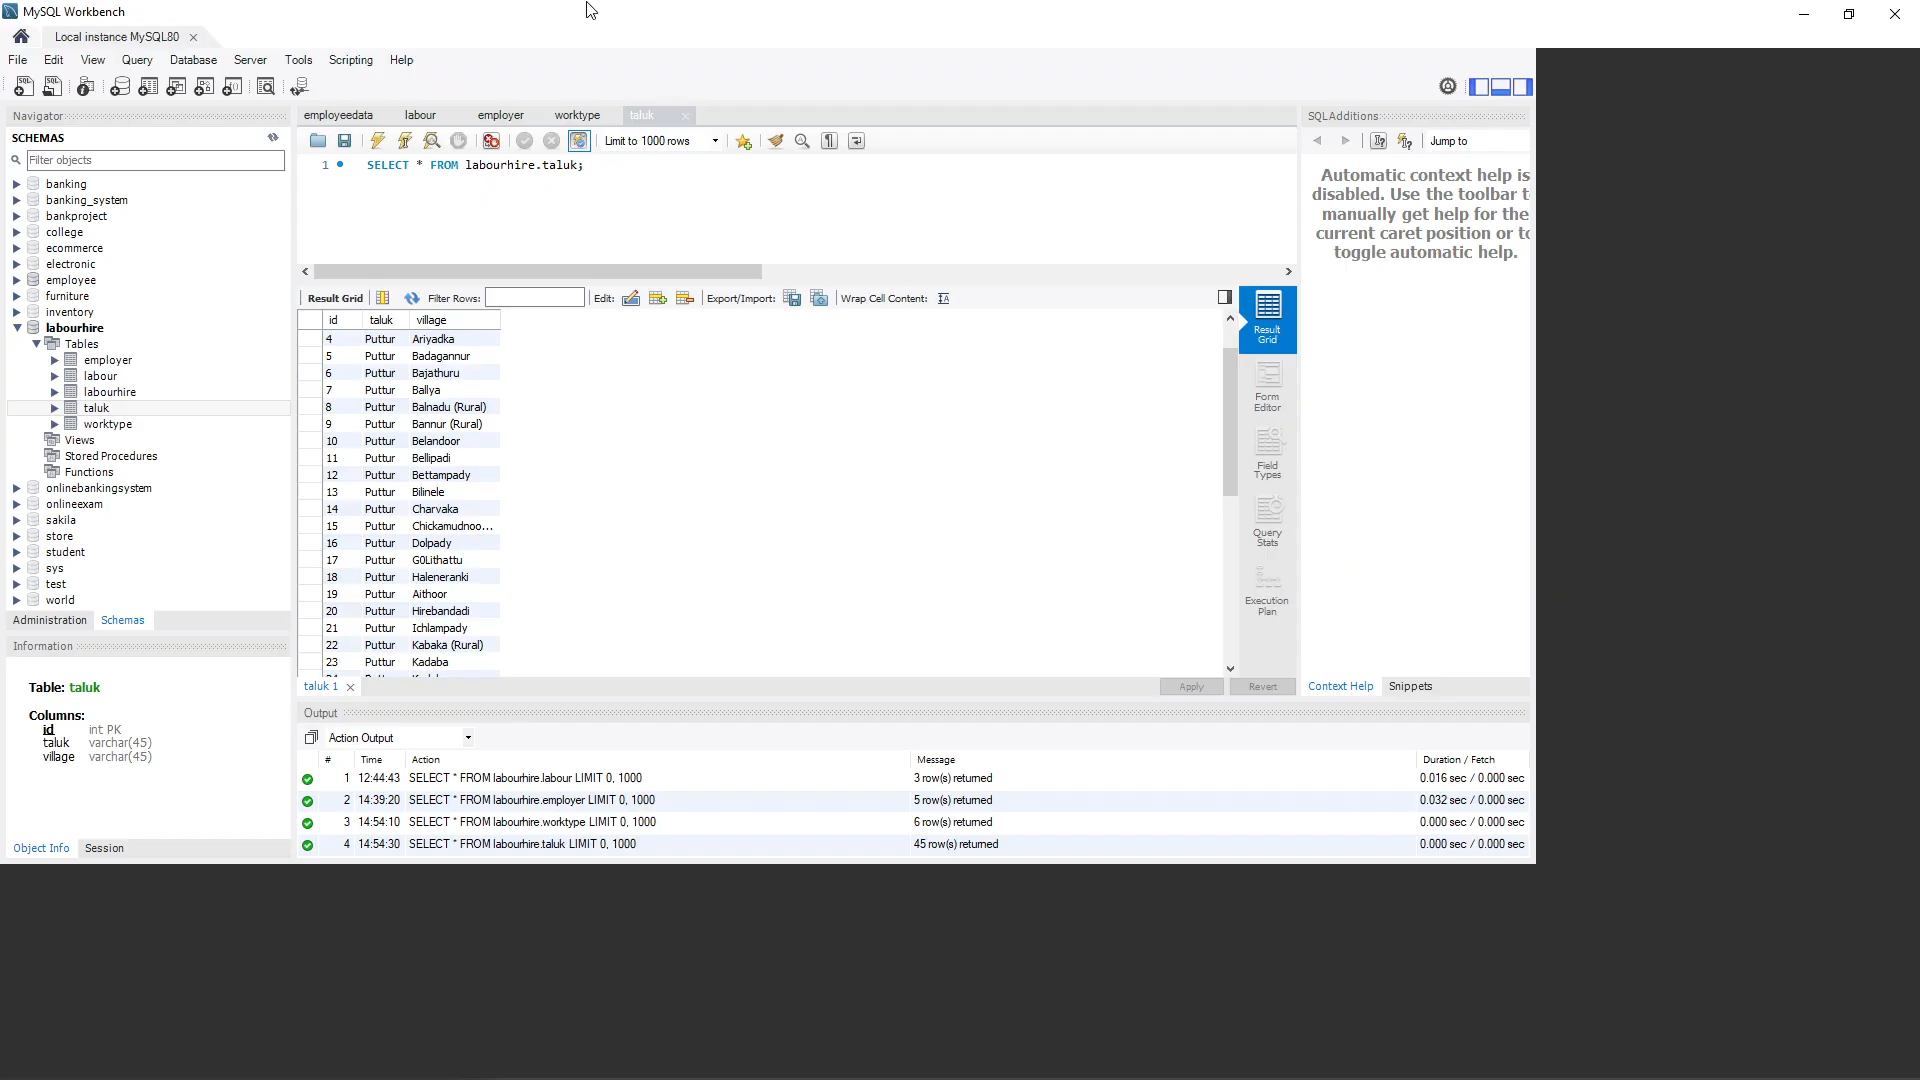 MySQL Workbench
Local instance MySQL80
File Edit View Query Database Server Tools Scripting Help
Navigator
SCHEMAS
Filter objects
banking
banking_system
bankproject
college
ecommerce
electronic
employee
furniture
inventory
labourhire
Tables
employer
labour
labourhire
taluk
worktype
Views
Stored Procedures
Functions
onlinebankingsystem
onlineexam
sakila
store
student
sys
test
world
Administration Schemas
Information
Table: taluk
Columns:
id int PK
taluk varchar(45)
village varchar(45)
Object Info Session
employeedata labour employer worktype taluk
Limit to 1000 rows
1 SELECT * FROM labourhire.taluk;
Result Grid Filter Rows: Edit: Export/Import: Wrap Cell Content:
id taluk village
4 Puttur Ariyadka
5 Puttur Badagannur
6 Puttur Bajathuru
7 Puttur Ballya
8 Puttur Balnadu (Rural)
9 Puttur Bannur (Rural)
10 Puttur Belandoor
11 Puttur Bellipadi
12 Puttur Bettampady
13 Puttur Bilinele
14 Puttur Charvaka
15 Puttur Chickamudnoo...
16 Puttur Dolpady
17 Puttur G0Lithattu
18 Puttur Haleneranki
19 Puttur Aithoor
20 Puttur Hirebandadi
21 Puttur Ichlampady
22 Puttur Kabaka (Rural)
23 Puttur Kadaba
Result
Grid
Form
Editor
Field
Types
Query
Stats
Execution
Plan
taluk 1 Apply Revert
SQLAdditions
Jump to
Automatic context help is
disabled. Use the toolbar t
manually get help for the
current caret position or to
toggle automatic help.
Context Help Snippets
Output
Action Output
# Time Action Message Duration / Fetch
1 12:44:43 SELECT * FROM labourhire.labour LIMIT 0, 1000 3 row(s) returned 0.016 sec / 0.000 sec
2 14:39:20 SELECT * FROM labourhire.employer LIMIT 0, 1000 5 row(s) returned 0.032 sec / 0.000 sec
3 14:54:10 SELECT * FROM labourhire.worktype LIMIT 0, 1000 6 row(s) returned 0.000 sec / 0.000 sec
4 14:54:30 SELECT * FROM labourhire.taluk LIMIT 0, 1000 45 row(s) returned 0.000 sec / 0.000 sec